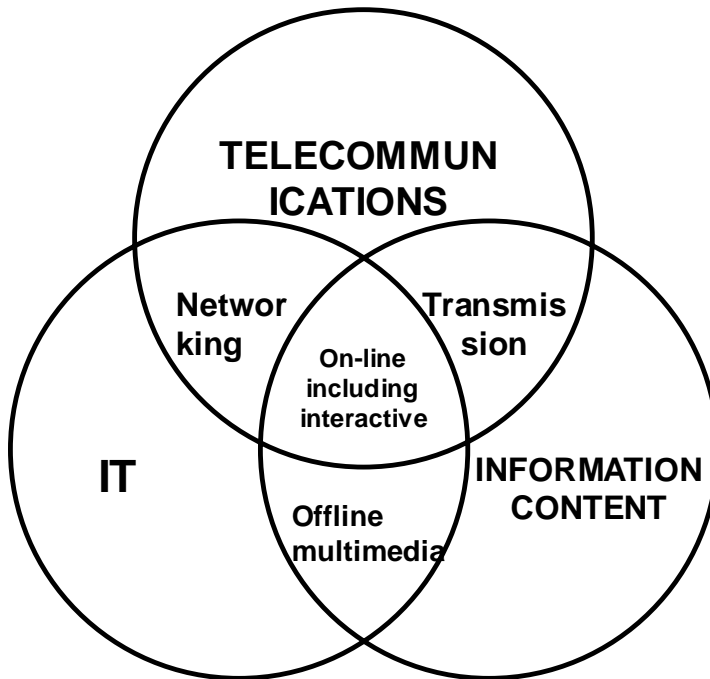 TELECOMMUN
ICATIONS
Networ
king
Transmis
sion
On-line
including
interactive
IT
INFORMATION
CONTENT
Offline
multimedia